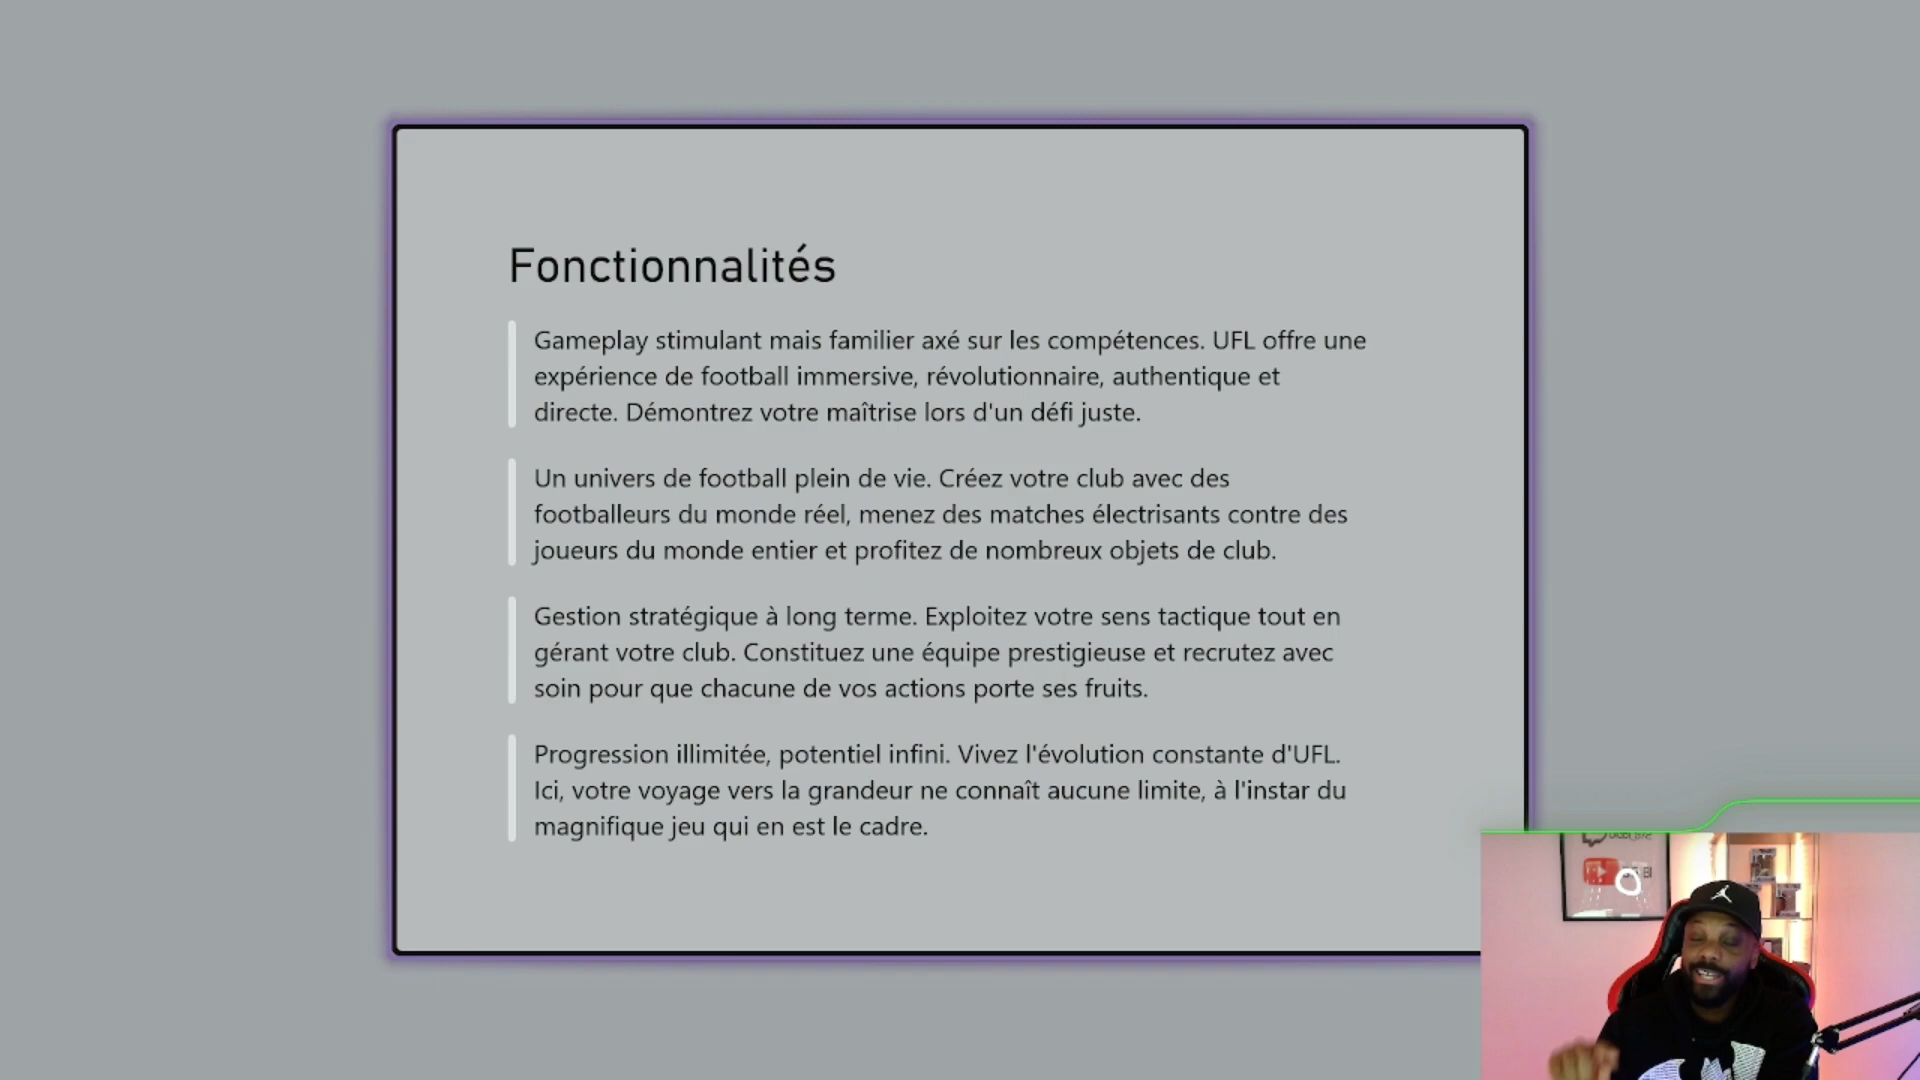 Fonctionnalités
Gameplay stimulant mais familier axé sur les compétences. UFL offre une
expérience de football immersive, révolutionnaire, authentique et
directe. Démontrez votre maîtrise lors d'un défi juste.
Un univers de football plein de vie. Créez votre club avec des
footballeurs du monde réel, menez des matches électrisants contre des
joueurs du monde entier et profitez de nombreux objets de club.
Gestion stratégique à long terme. Exploitez votre sens tactique tout en
gérant votre club. Constituez une équipe prestigieuse et recrutez avec
soin pour que chacune de vos actions porte ses fruits.
Progression illimitée, potentiel infini. Vivez l'évolution constante d'UFL.
Ici, votre voyage vers la grandeur ne connaît aucune limite, à l'instar du
magnifique jeu qui en est le cadre.